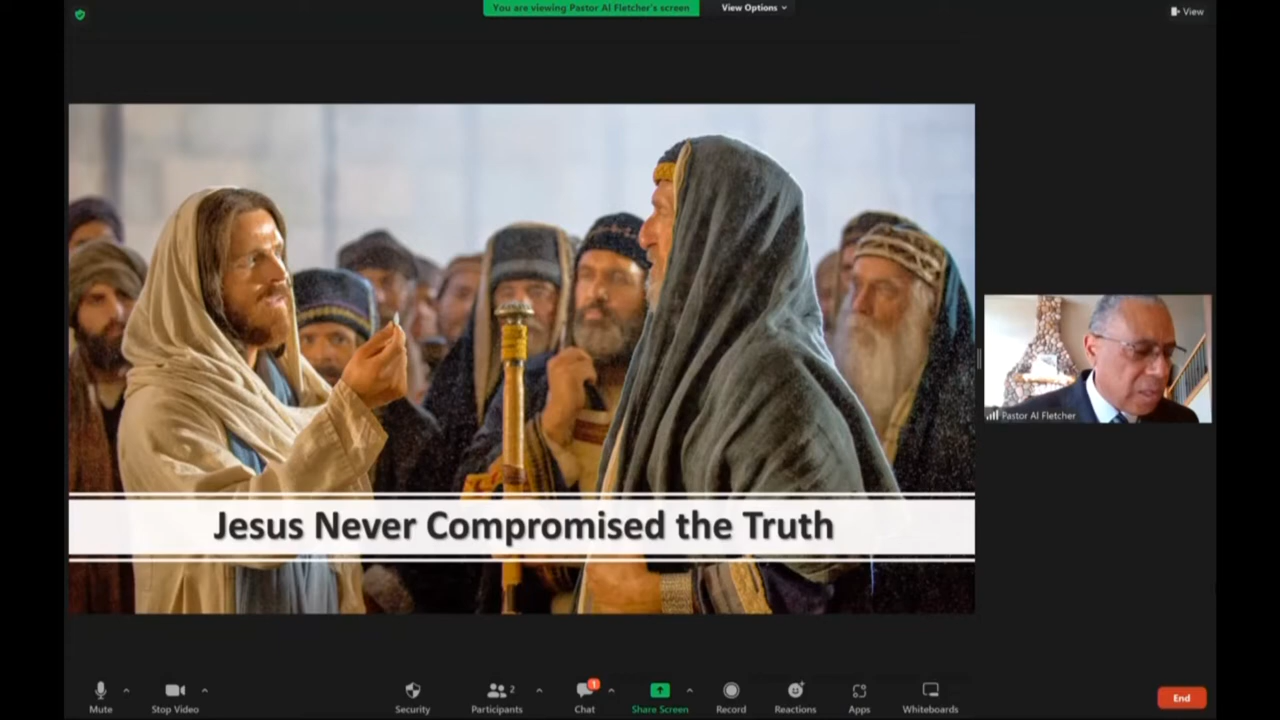 You are viewing Pastor Al Fletcher's screen
View Options
View
Jesus Never Compromised the Truth
Pastor Al Fletcher
Mute
Stop Video
Security
Participants
2
Chat
1
Share Screen
Record
Reactions
Apps
Whiteboards
End